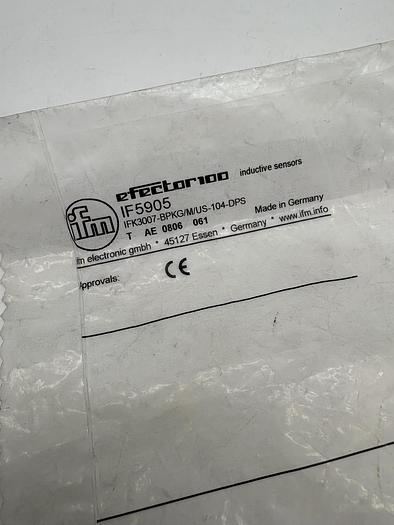 efector100 inductive sensors
ifm
IF5905
IFK3007-BPKG/M/US-104-DPS
T AE 0806 061 Made in Germany
ifm electronic gmbh • 45127 Essen • Germany • www.ifm.info
Approvals: CE